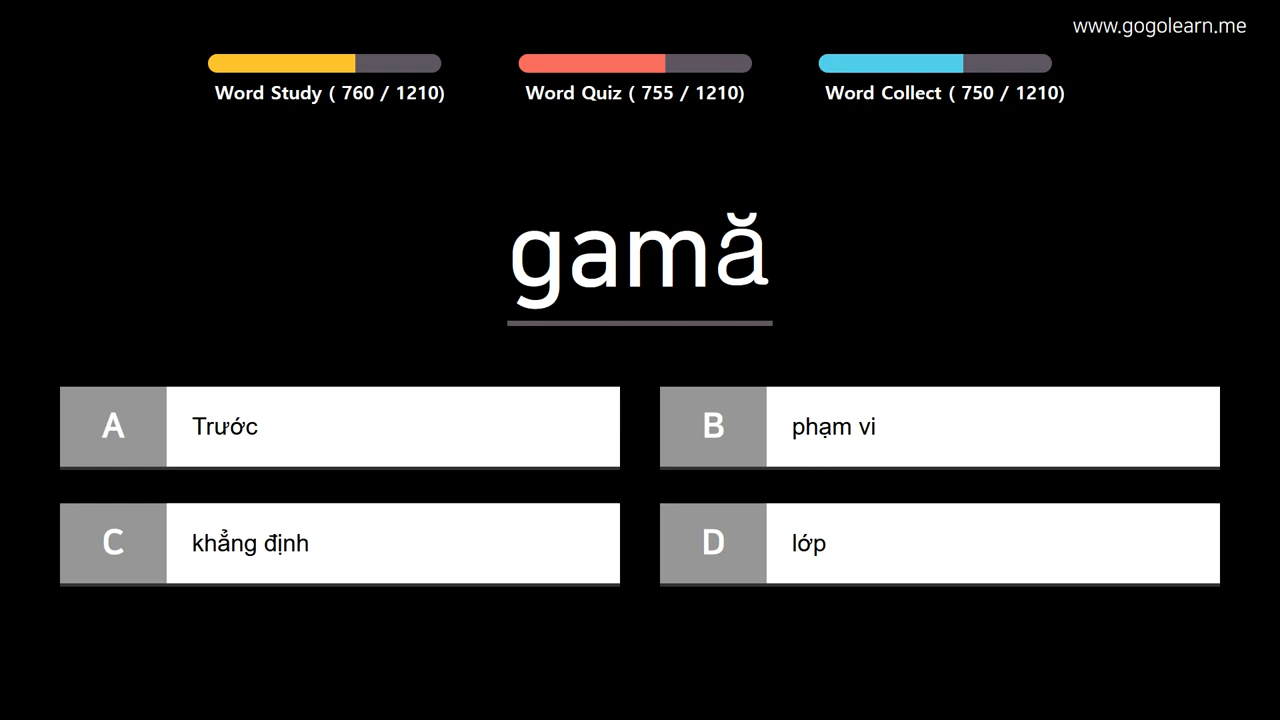 www.gogolearn.me
Word Study ( 760 / 1210)
Word Quiz ( 755 / 1210)
Word Collect ( 750 / 1210)
gamă
A Trước
B phạm vi
C khẳng định
D lớp